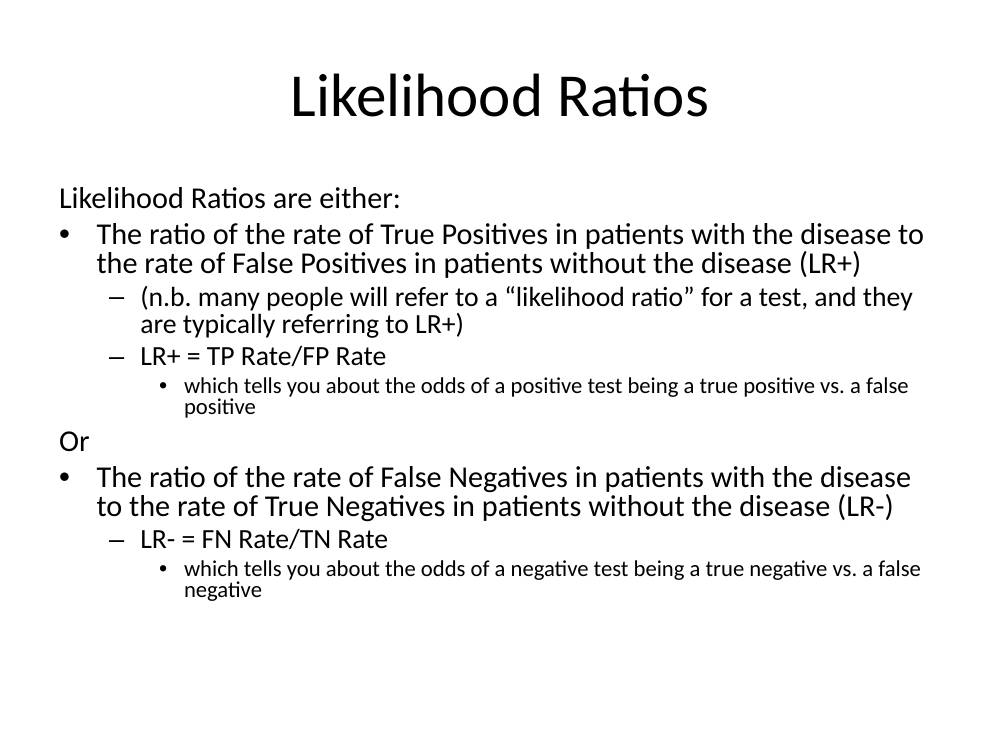 Likelihood Ratios
Likelihood Ratios are either:
• The ratio of the rate of True Positives in patients with the disease to
the rate of False Positives in patients without the disease (LR+)
– (n.b. many people will refer to a “likelihood ratio” for a test, and they
are typically referring to LR+)
– LR+ = TP Rate/FP Rate
• which tells you about the odds of a positive test being a true positive vs. a false
positive
Or
• The ratio of the rate of False Negatives in patients with the disease
to the rate of True Negatives in patients without the disease (LR-)
– LR- = FN Rate/TN Rate
• which tells you about the odds of a negative test being a true negative vs. a false
negative